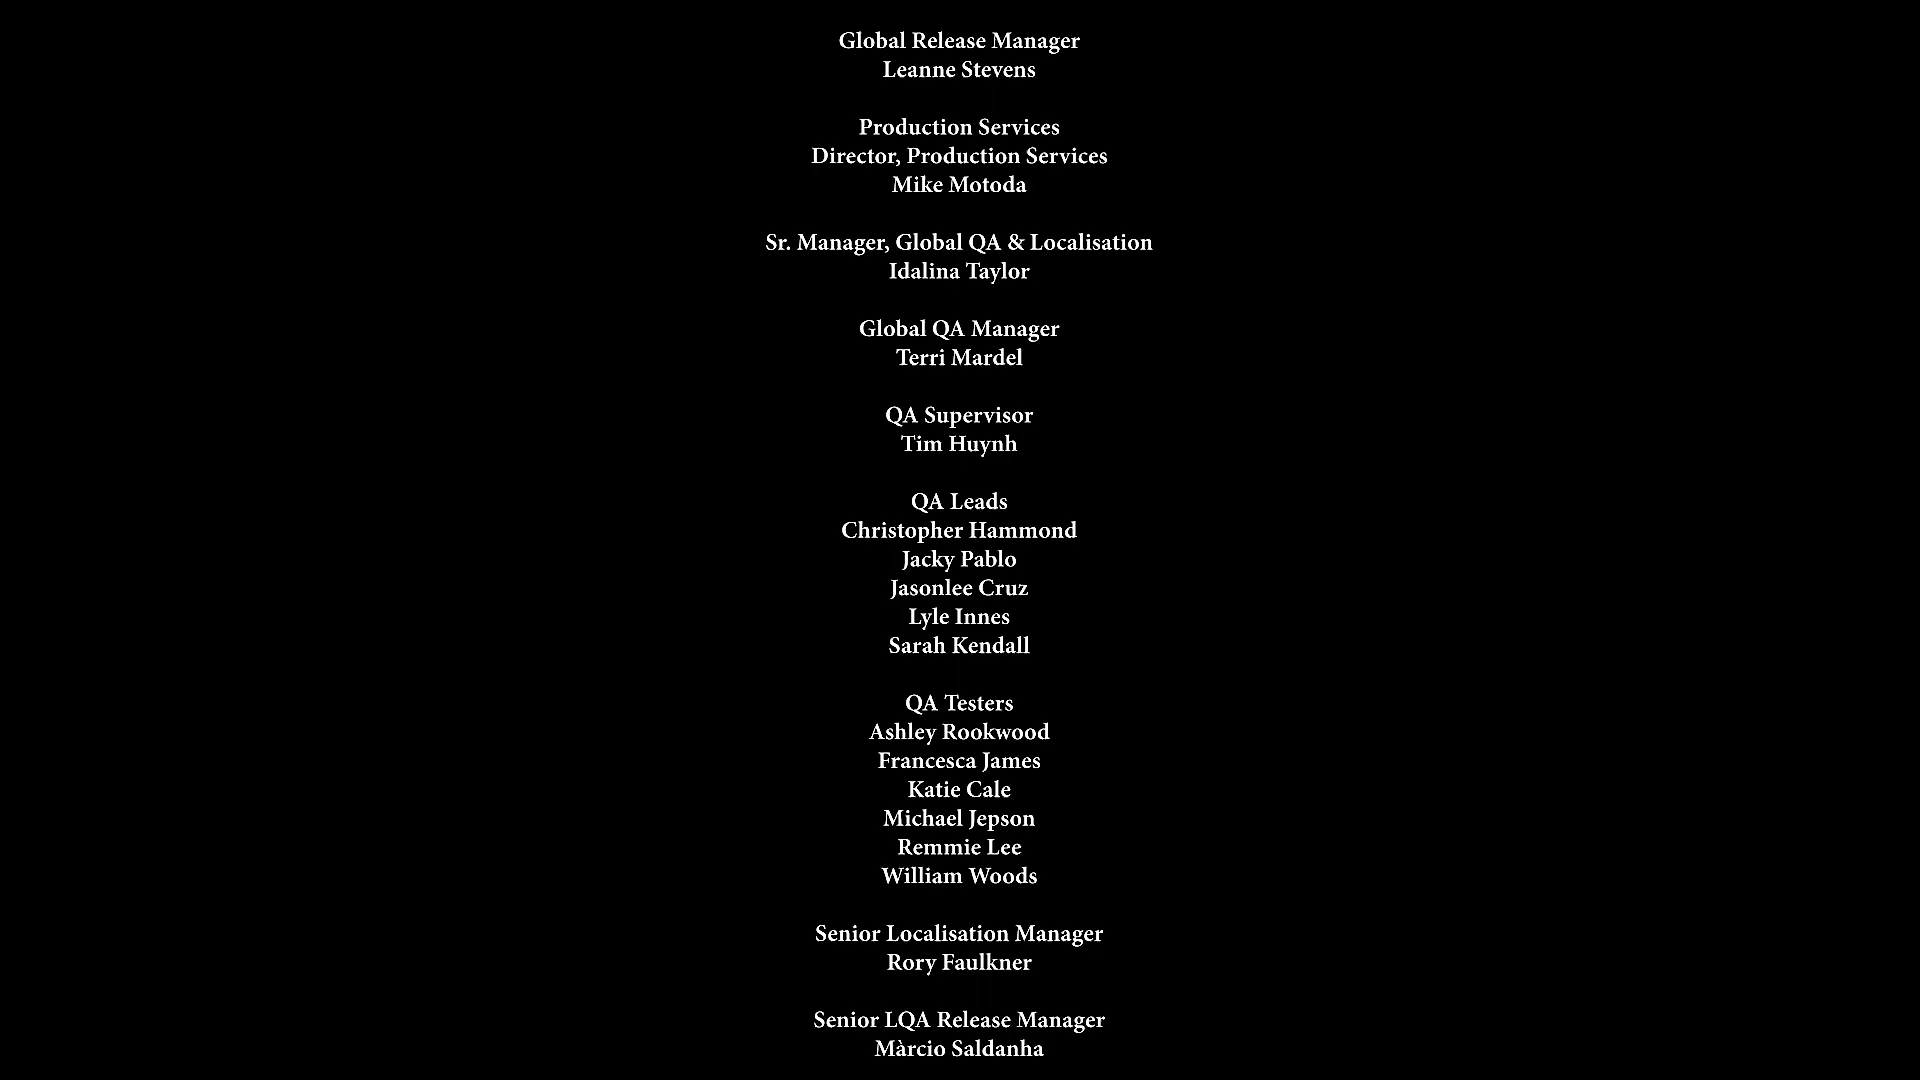 Global Release Manager
Leanne Stevens
Production Services
Director, Production Services
Mike Motoda
Sr. Manager, Global QA & Localisation
Idalina Taylor
Global QA Manager
Terri Mardel
QA Supervisor
Tim Huynh
QA Leads
Christopher Hammond
Jacky Pablo
Jasonlee Cruz
Lyle Innes
Sarah Kendall
QA Testers
Ashley Rookwood
Francesca James
Katie Cale
Michael Jepson
Remmie Lee
William Woods
Senior Localisation Manager
Rory Faulkner
Senior LQA Release Manager
Màrcio Saldanha